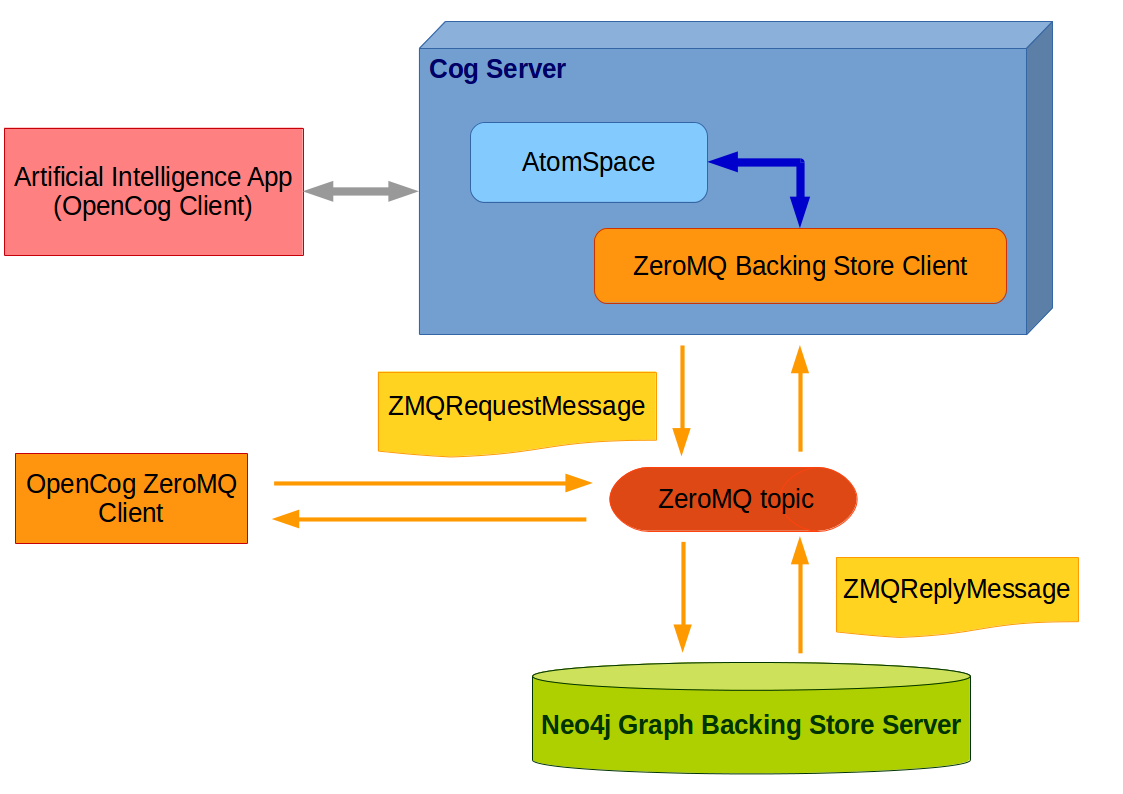 Cog Server
AtomSpace
Artificial Intelligence App
(OpenCog Client)
ZeroMQ Backing Store Client
ZMQRequestMessage
OpenCog ZeroMQ
Client
ZeroMQ topic
ZMQReplyMessage
Neo4j Graph Backing Store Server